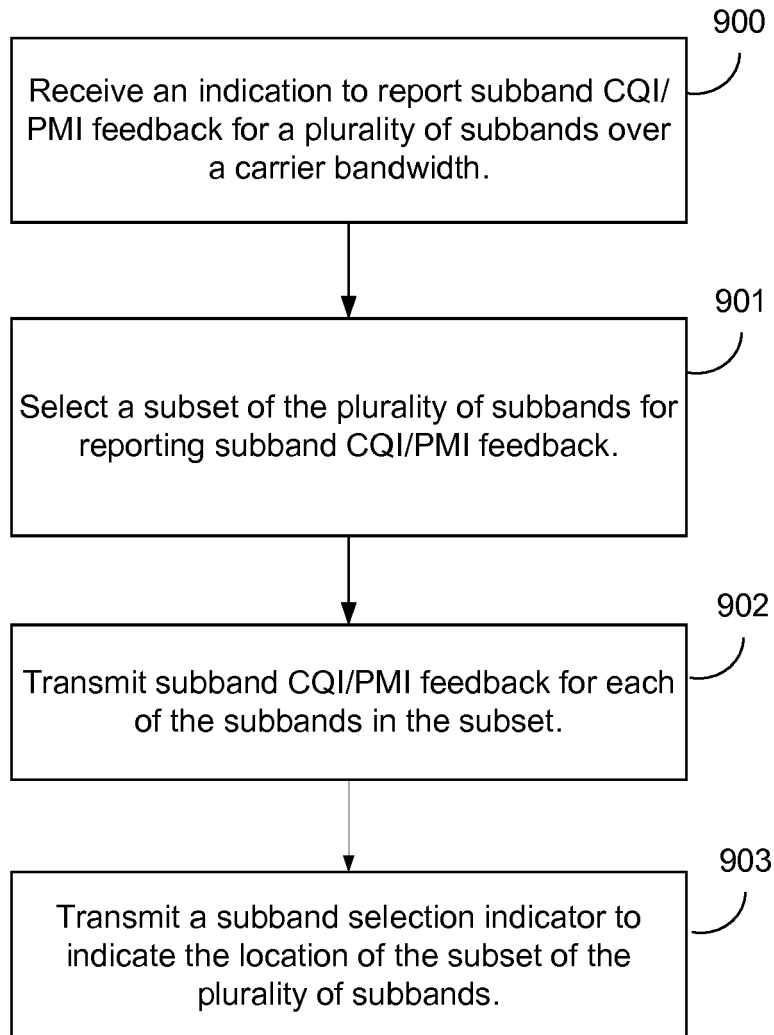 900
Receive an indication to report subband CQI/
PMI feedback for a plurality of subbands over
a carrier bandwidth.
901
Select a subset of the plurality of subbands for
reporting subband CQI/PMI feedback.
902
Transmit subband CQI/PMI feedback for each
of the subbands in the subset.
903
Transmit a subband selection indicator to
indicate the location of the subset of the
plurality of subbands.